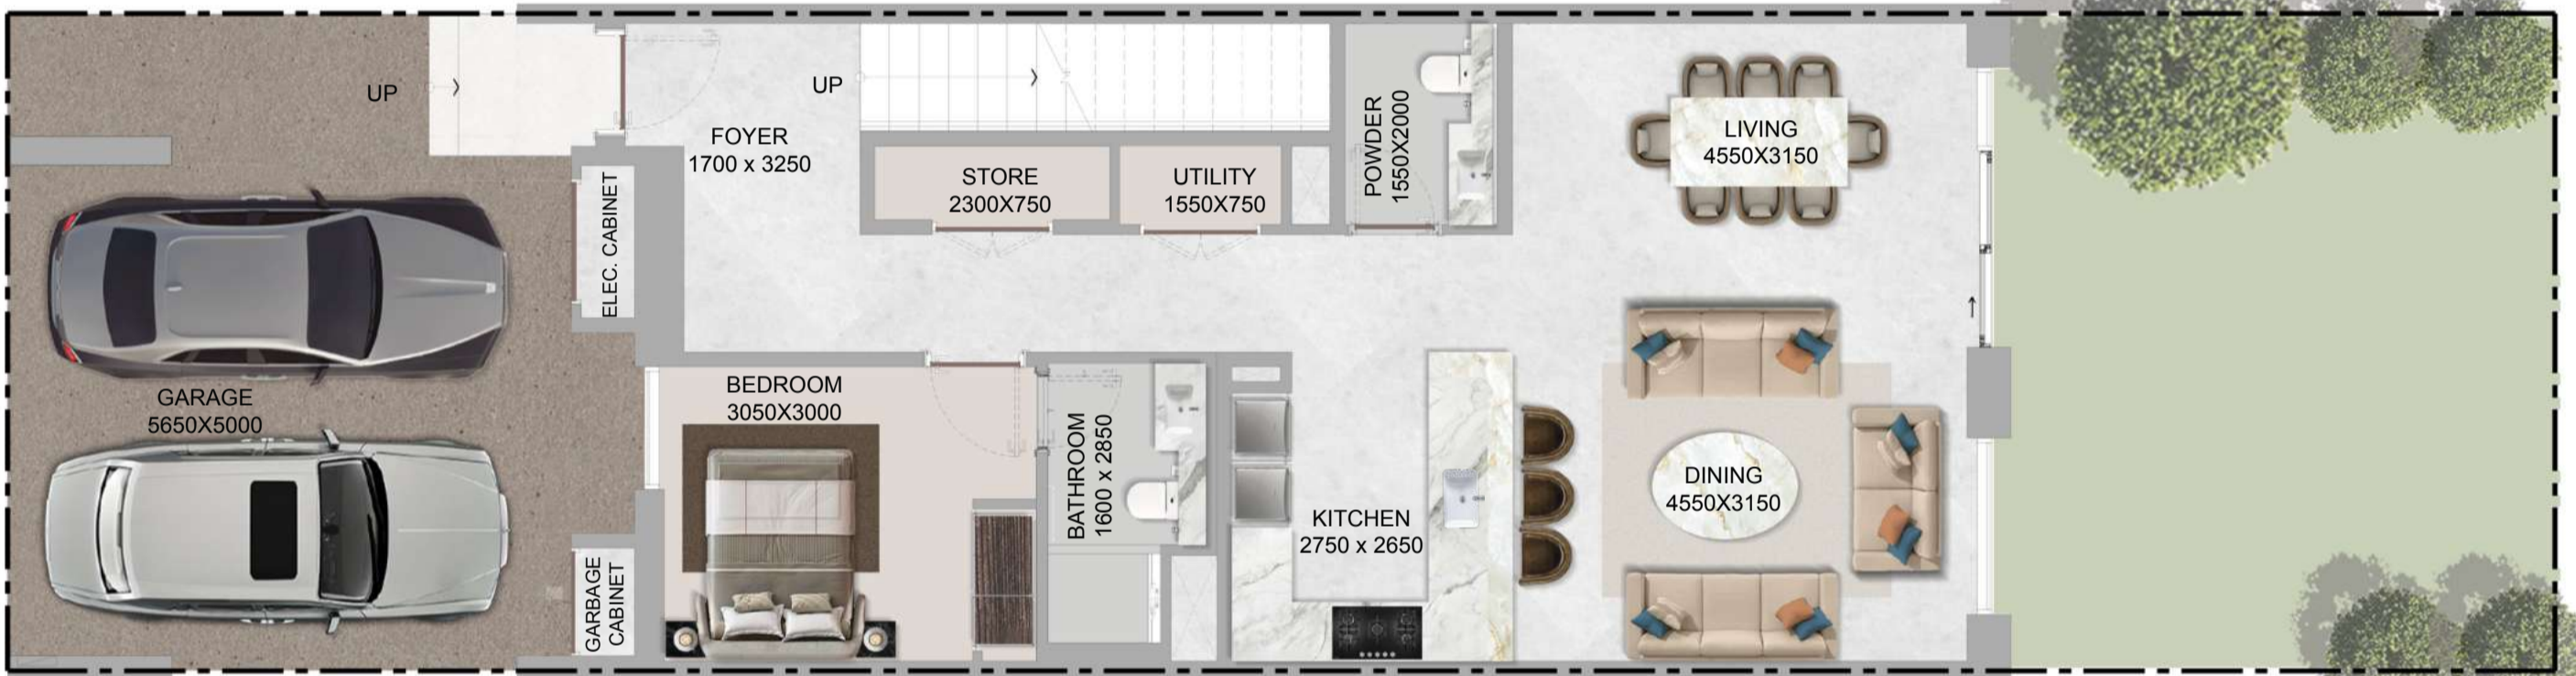 UP
UP
FOYER
1700 x 3250
STORE
2300X750
UTILITY
1550X750
POWDER
1550X2000
LIVING
4550X3150
ELEC. CABINET
GARAGE
5650X5000
BEDROOM
3050X3000
BATHROOM
1600 x 2850
KITCHEN
2750 x 2650
DINING
4550X3150
GARBAGE
CABINET